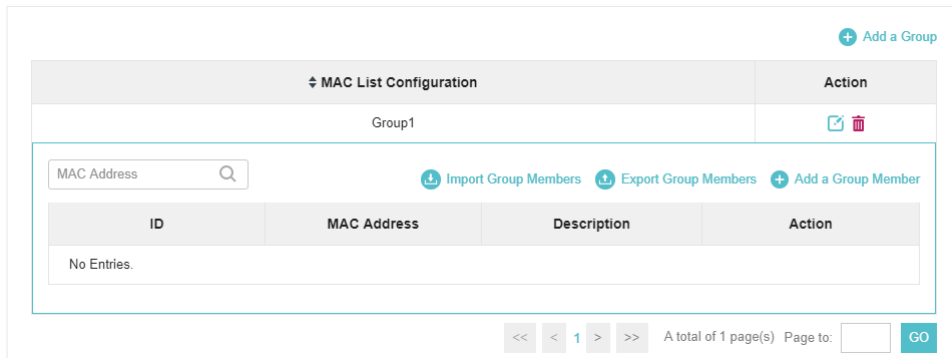 Add a Group
MAC List Configuration Action
Group1
MAC Address Import Group Members Export Group Members Add a Group Member
ID MAC Address Description Action
No Entries.
<< < 1 > >> A total of 1 page(s) Page to: GO